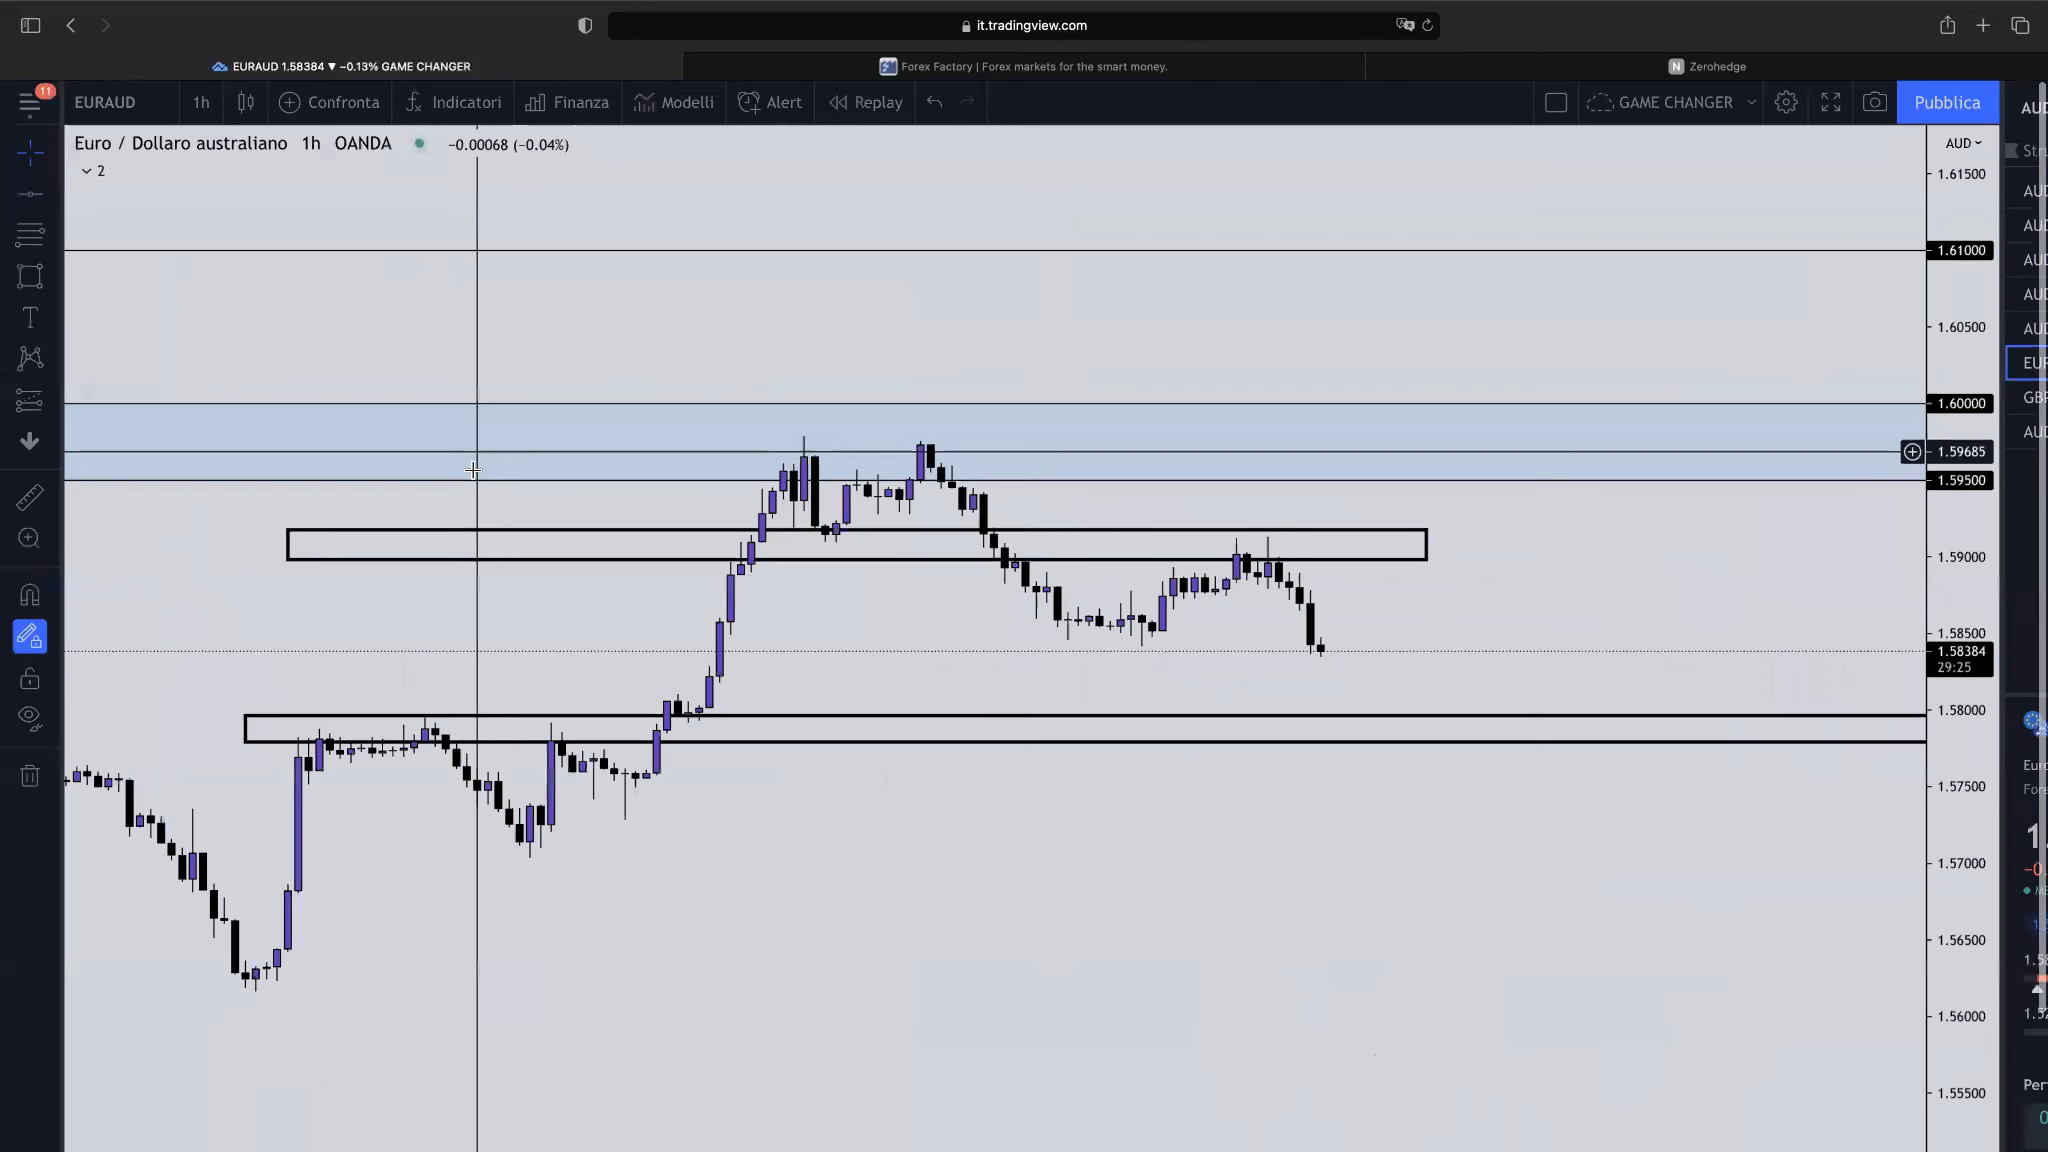 it.tradingview.com
EURAUD 1.58384 ▼ −0.13% GAME CHANGER
Forex Factory | Forex markets for the smart money.
N Zerohedge
11
EURAUD 1h Confronta Indicatori Finanza Modelli Alert Replay GAME CHANGER Pubblica
Euro / Dollaro australiano 1h OANDA −0.00068 (−0.04%)
2
AUD
1.61500
1.61000
1.60500
1.60000
1.59685
1.59500
1.59000
1.58500
1.58384
29:25
1.58000
1.57500
1.57000
1.56500
1.56000
1.55500
T